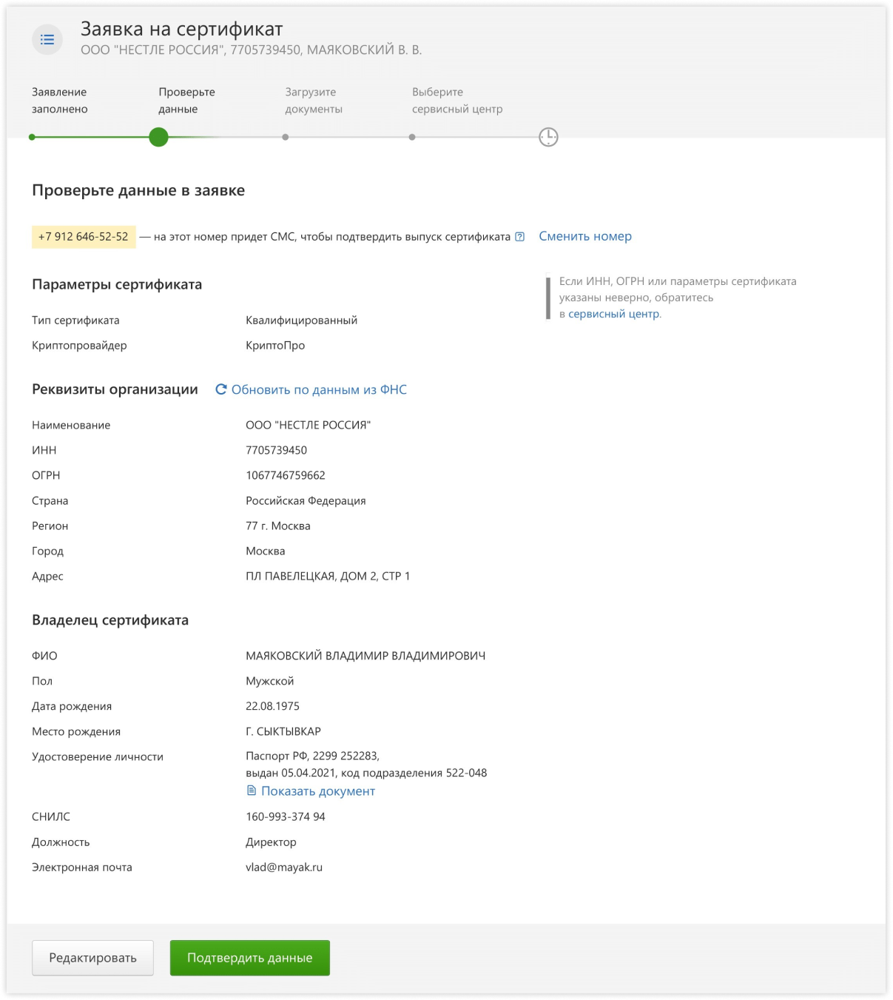 Заявка на сертификат
ООО "НЕСТЛЕ РОССИЯ", 7705739450, МАЯКОВСКИЙ В. В.
Заявление
заполнено
Проверьте
данные
Загрузите
документы
Выберите
сервисный центр
Проверьте данные в заявке
+7 912 646-52-52 — на этот номер придет СМС, чтобы подтвердить выпуск сертификата ? Сменить номер
Параметры сертификата
Если ИНН, ОГРН или параметры сертификата
указаны неверно, обратитесь
в сервисный центр.
Тип сертификата Квалифицированный
Криптопровайдер КриптоПро
Реквизиты организации Обновить по данным из ФНС
Наименование ООО "НЕСТЛЕ РОССИЯ"
ИНН 7705739450
ОГРН 1067746759662
Страна Российская Федерация
Регион 77 г. Москва
Город Москва
Адрес ПЛ ПАВЕЛЕЦКАЯ, ДОМ 2, СТР 1
Владелец сертификата
ФИО МАЯКОВСКИЙ ВЛАДИМИР ВЛАДИМИРОВИЧ
Пол Мужской
Дата рождения 22.08.1975
Место рождения Г. СЫКТЫВКАР
Удостоверение личности Паспорт РФ, 2299 252283,
выдан 05.04.2021, код подразделения 522-048
Показать документ
СНИЛС 160-993-374 94
Должность Директор
Электронная почта vlad@mayak.ru
Редактировать Подтвердить данные